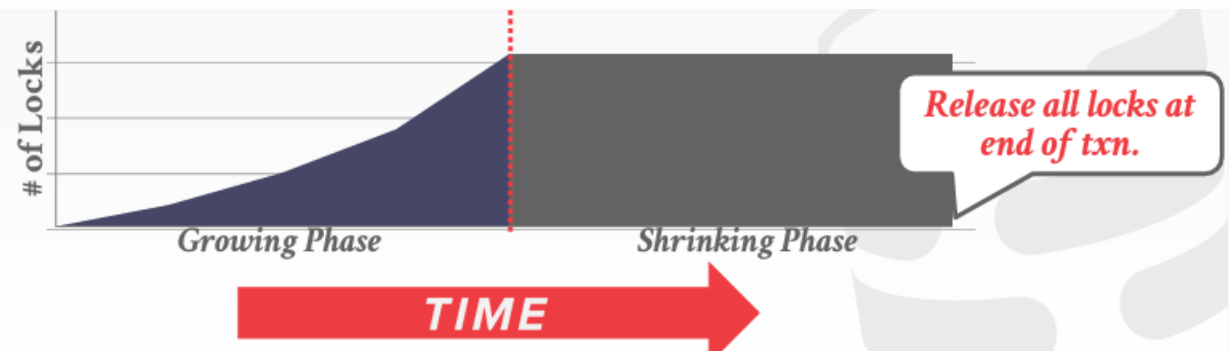 # of Locks
Release all locks at
end of txn.
Growing Phase
Shrinking Phase
TIME